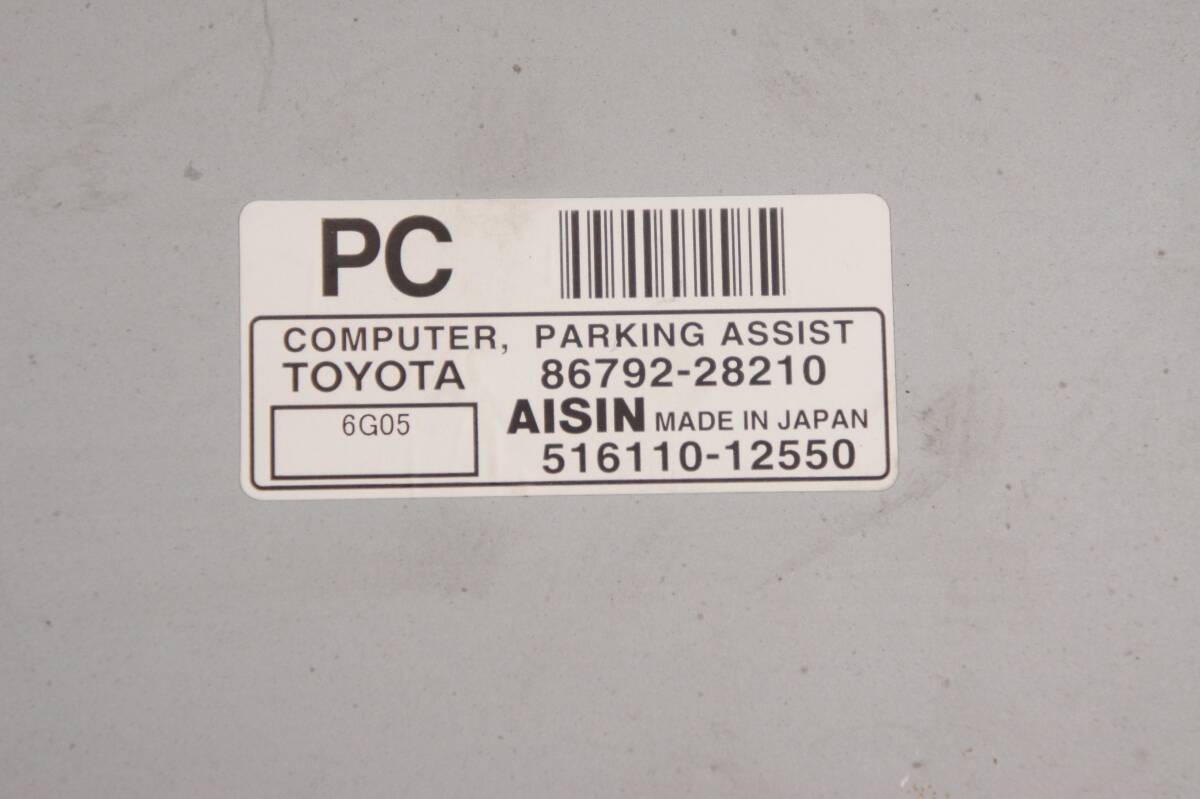 PC
COMPUTER, PARKING ASSIST
TOYOTA 86792-28210
6G05
AISIN MADE IN JAPAN
516110-12550